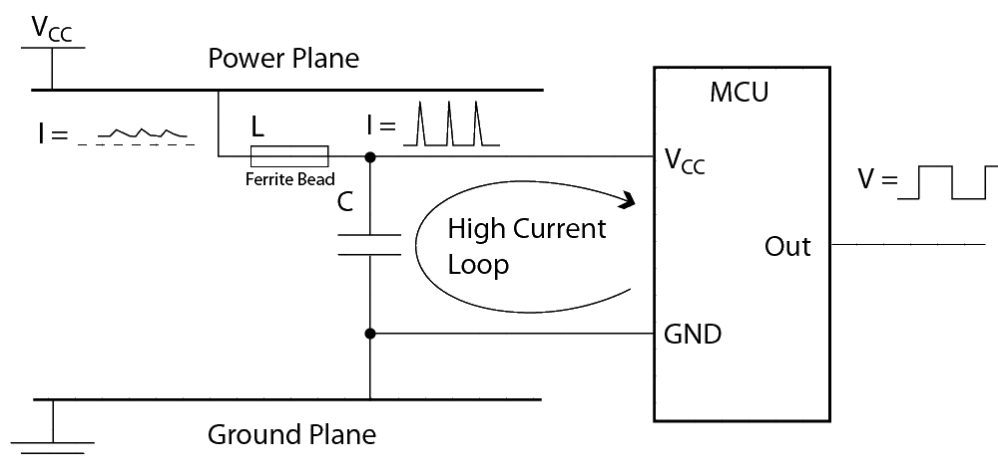 VCC
Power Plane
MCU
I =
L
I =
Ferrite Bead
VCC
V =
C
High Current
Loop
Out
GND
Ground Plane